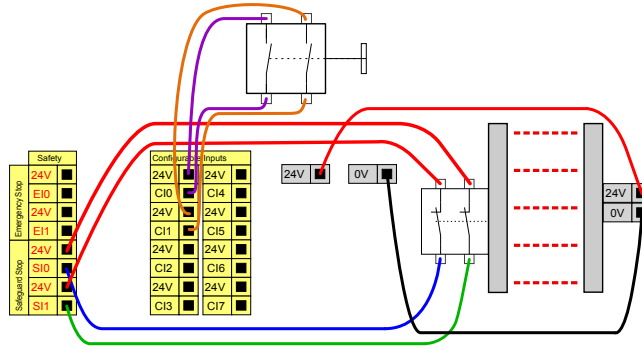 Safety
Emergency Stop
24V
EI0
24V
EI1
Safeguard Stop
24V
SI0
24V
SI1
Configurable Inputs
24V 24V
CI0 CI4
24V 24V
CI1 CI5
24V 24V
CI2 CI6
24V 24V
CI3 CI7
24V
0V
24V
0V